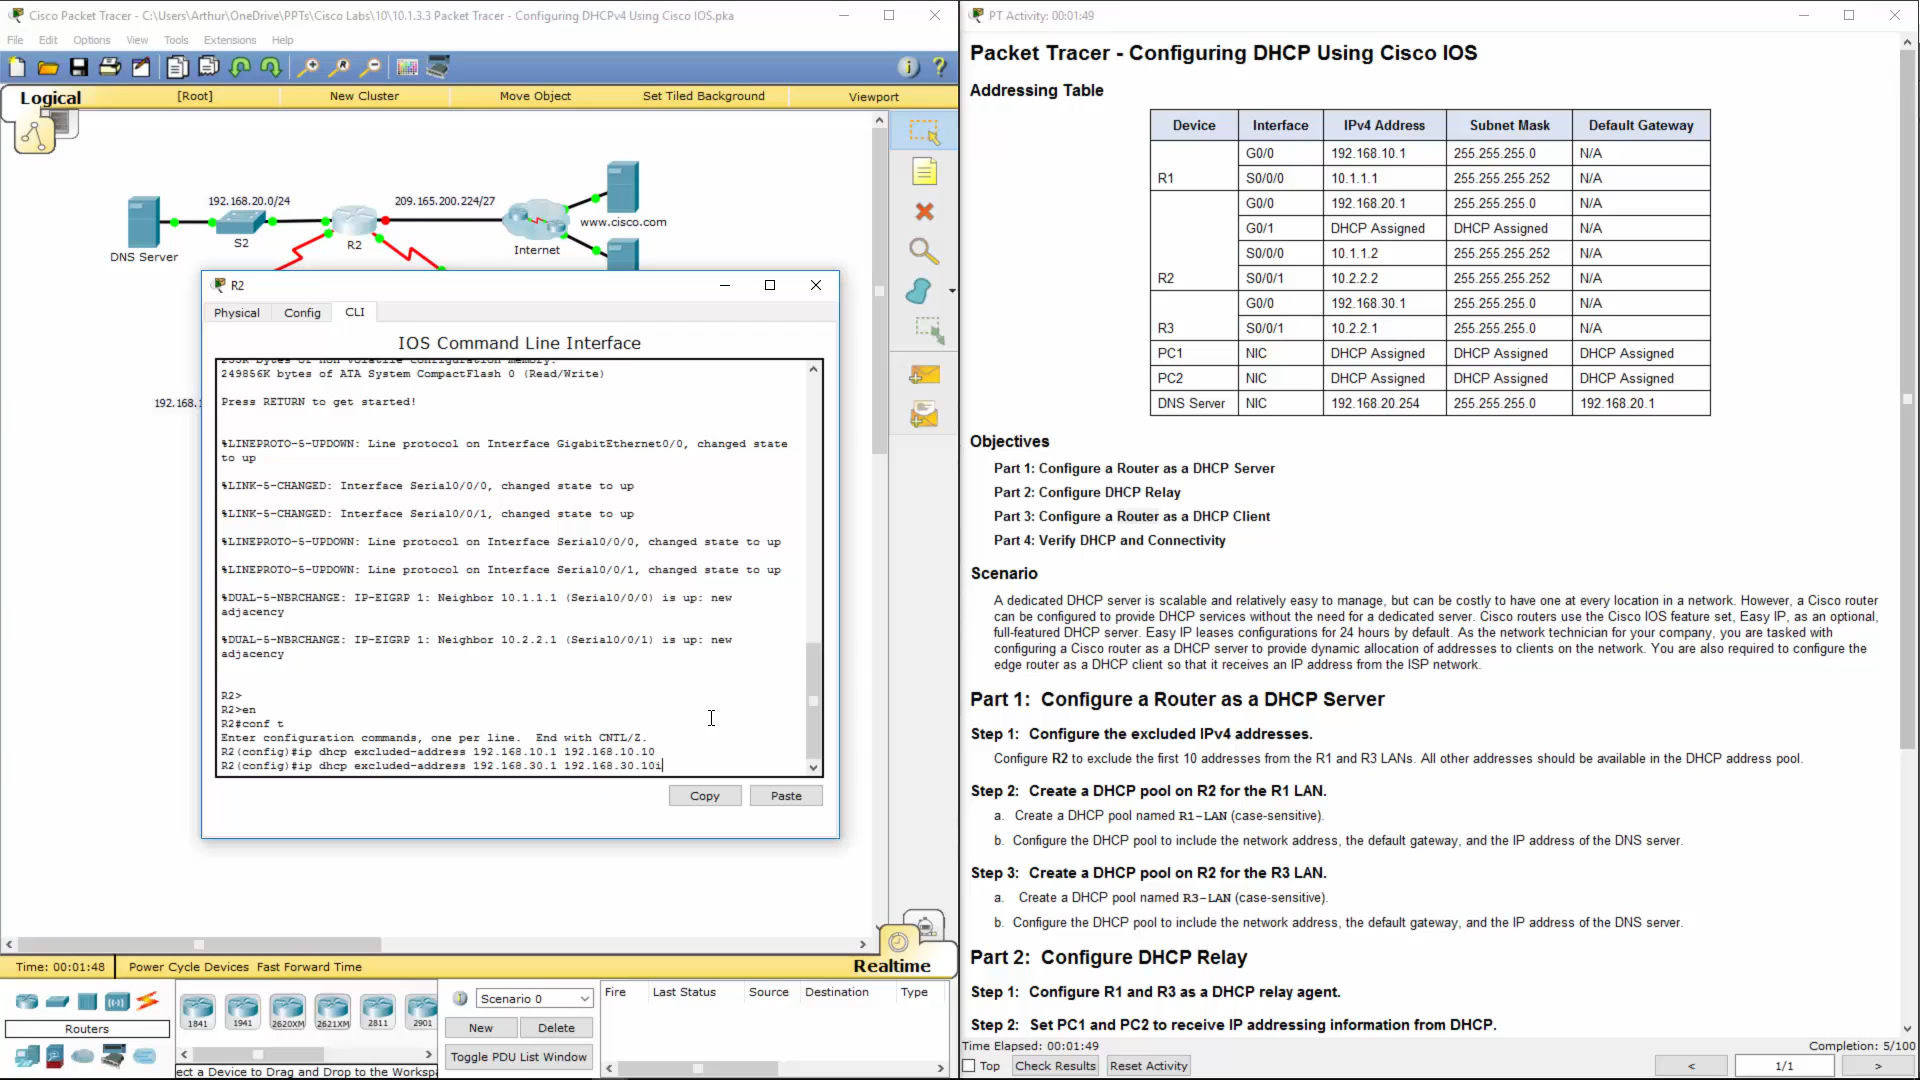 Cisco Packet Tracer - C:\Users\Arthur\OneDrive\PPTs\Cisco Labs\10\10.1.3.3 Packet Tracer - Configuring DHCPv4 Using Cisco IOS.pka
File Edit Options View Tools Extensions Help
Logical [Root] New Cluster Move Object Set Tiled Background Viewport
192.168.20.0/24
209.165.200.224/27
www.cisco.com
S2
R2
Internet
DNS Server
192.168.1
R2
Physical Config CLI
IOS Command Line Interface
255K bytes of non-volatile configuration memory.
249856K bytes of ATA System CompactFlash 0 (Read/Write)
Press RETURN to get started!
%LINEPROTO-5-UPDOWN: Line protocol on Interface GigabitEthernet0/0, changed state
to up
%LINK-5-CHANGED: Interface Serial0/0/0, changed state to up
%LINK-5-CHANGED: Interface Serial0/0/1, changed state to up
%LINEPROTO-5-UPDOWN: Line protocol on Interface Serial0/0/0, changed state to up
%LINEPROTO-5-UPDOWN: Line protocol on Interface Serial0/0/1, changed state to up
%DUAL-5-NBRCHANGE: IP-EIGRP 1: Neighbor 10.1.1.1 (Serial0/0/0) is up: new
adjacency
%DUAL-5-NBRCHANGE: IP-EIGRP 1: Neighbor 10.2.2.1 (Serial0/0/1) is up: new
adjacency
R2>
R2>en
R2#conf t
Enter configuration commands, one per line.  End with CNTL/Z.
R2(config)#ip dhcp excluded-address 192.168.10.1 192.168.10.10
R2(config)#ip dhcp excluded-address 192.168.30.1 192.168.30.10i
Copy Paste
Realtime
Time: 00:01:48 Power Cycle Devices Fast Forward Time
Routers
1841 1941 2620XM 2621XM 2811 2901
ect a Device to Drag and Drop to the Workspa
Scenario 0
New Delete
Toggle PDU List Window
Fire Last Status Source Destination Type
PT Activity: 00:01:49
Packet Tracer - Configuring DHCP Using Cisco IOS
Addressing Table
Device Interface IPv4 Address Subnet Mask Default Gateway
R1 G0/0 192.168.10.1 255.255.255.0 N/A
S0/0/0 10.1.1.1 255.255.255.252 N/A
R2 G0/0 192.168.20.1 255.255.255.0 N/A
G0/1 DHCP Assigned DHCP Assigned N/A
S0/0/0 10.1.1.2 255.255.255.252 N/A
S0/0/1 10.2.2.2 255.255.255.252 N/A
R3 G0/0 192.168.30.1 255.255.255.0 N/A
S0/0/1 10.2.2.1 255.255.255.0 N/A
PC1 NIC DHCP Assigned DHCP Assigned DHCP Assigned
PC2 NIC DHCP Assigned DHCP Assigned DHCP Assigned
DNS Server NIC 192.168.20.254 255.255.255.0 192.168.20.1
Objectives
Part 1: Configure a Router as a DHCP Server
Part 2: Configure DHCP Relay
Part 3: Configure a Router as a DHCP Client
Part 4: Verify DHCP and Connectivity
Scenario
A dedicated DHCP server is scalable and relatively easy to manage, but can be costly to have one at every location in a network. However, a Cisco router
can be configured to provide DHCP services without the need for a dedicated server. Cisco routers use the Cisco IOS feature set, Easy IP, as an optional,
full-featured DHCP server. Easy IP leases configurations for 24 hours by default. As the network technician for your company, you are tasked with
configuring a Cisco router as a DHCP server to provide dynamic allocation of addresses to clients on the network. You are also required to configure the
edge router as a DHCP client so that it receives an IP address from the ISP network.
Part 1: Configure a Router as a DHCP Server
Step 1: Configure the excluded IPv4 addresses.
Configure R2 to exclude the first 10 addresses from the R1 and R3 LANs. All other addresses should be available in the DHCP address pool.
Step 2: Create a DHCP pool on R2 for the R1 LAN.
a. Create a DHCP pool named R1-LAN (case-sensitive).
b. Configure the DHCP pool to include the network address, the default gateway, and the IP address of the DNS server.
Step 3: Create a DHCP pool on R2 for the R3 LAN.
a. Create a DHCP pool named R3-LAN (case-sensitive).
b. Configure the DHCP pool to include the network address, the default gateway, and the IP address of the DNS server.
Part 2: Configure DHCP Relay
Step 1: Configure R1 and R3 as a DHCP relay agent.
Step 2: Set PC1 and PC2 to receive IP addressing information from DHCP.
Time Elapsed: 00:01:49 Completion: 5/100
Top Check Results Reset Activity < 1/1 >